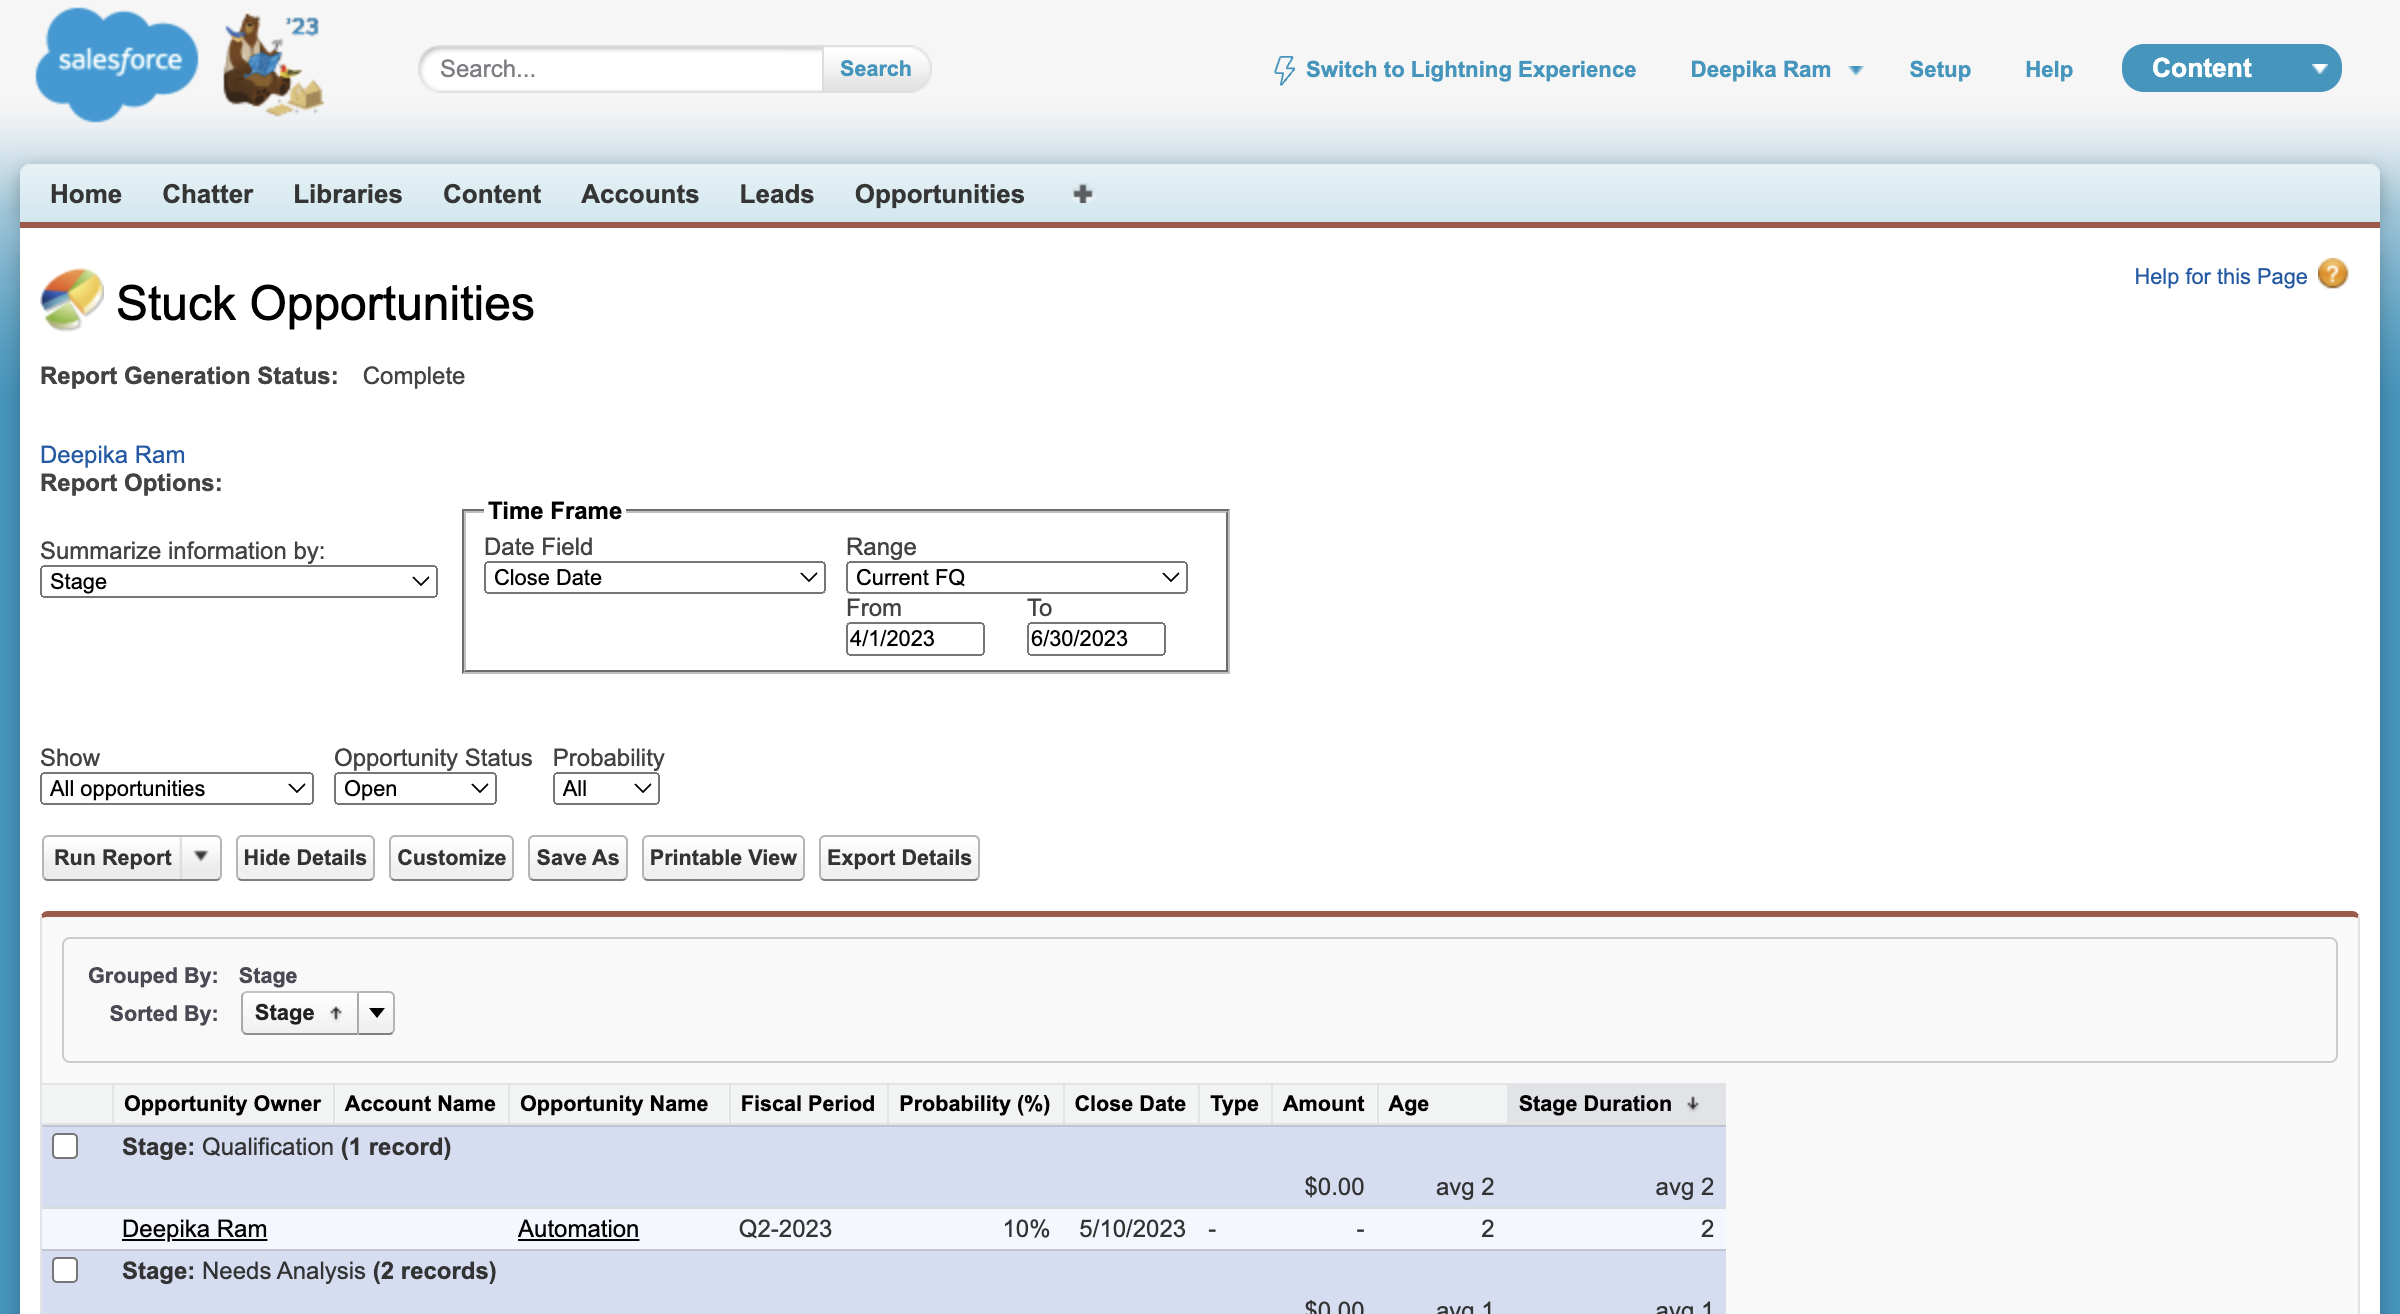 salesforce
'23
Search...
Search
Switch to Lightning Experience
Deepika Ram
Setup
Help
Content
Home
Chatter
Libraries
Content
Accounts
Leads
Opportunities
Stuck Opportunities
Help for this Page
Report Generation Status: Complete
Deepika Ram
Report Options:
Summarize information by:
Stage
Time Frame
Date Field
Range
Close Date
Current FQ
From
To
4/1/2023
6/30/2023
Show
Opportunity Status
Probability
All opportunities
Open
All
Run Report
Hide Details
Customize
Save As
Printable View
Export Details
Grouped By: Stage
Sorted By: Stage
Opportunity Owner Account Name Opportunity Name Fiscal Period Probability (%) Close Date Type Amount Age Stage Duration
Stage: Qualification (1 record)
$0.00 avg 2 avg 2
Deepika Ram Automation Q2-2023 10% 5/10/2023 - - 2 2
Stage: Needs Analysis (2 records)
$0.00 avg 1 avg 1